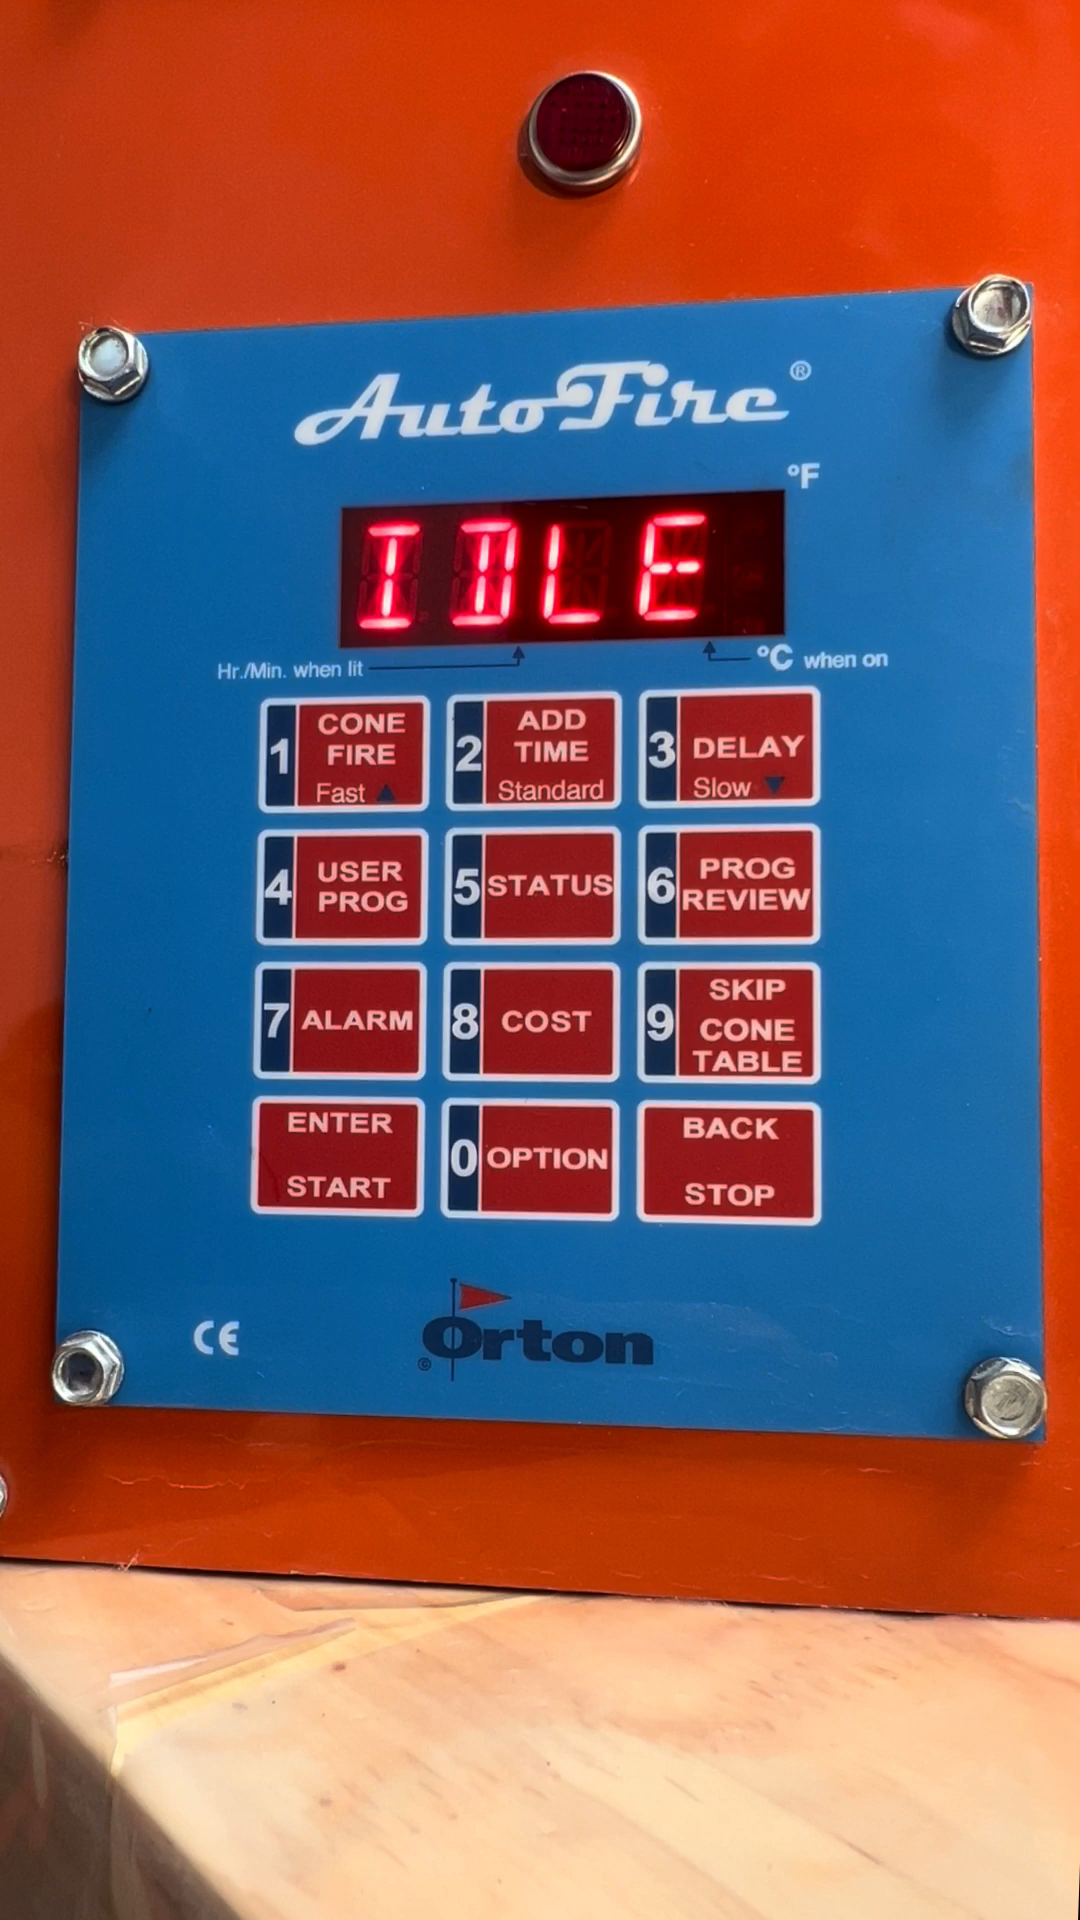 AutoFire®
°F
IDLE
Hr./Min. when lit
°C when on
1 CONE FIRE Fast ▲
2 ADD TIME Standard
3 DELAY Slow ▼
4 USER PROG
5 STATUS
6 PROG REVIEW
7 ALARM
8 COST
9 SKIP CONE TABLE
ENTER START
0 OPTION
BACK STOP
CE
© Orton